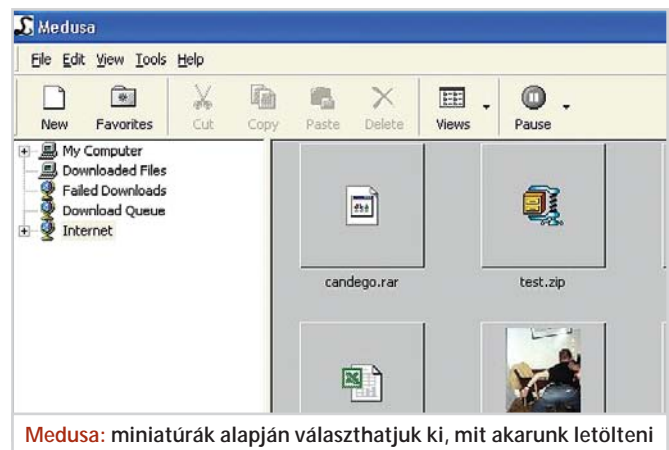 Medusa
File Edit View Tools Help
New Favorites Cut Copy Paste Delete Views Pause
My Computer
Downloaded Files
Failed Downloads
Download Queue
Internet
candego.rar test.zip
Medusa: miniatúrák alapján választhatjuk ki, mit akarunk letölteni